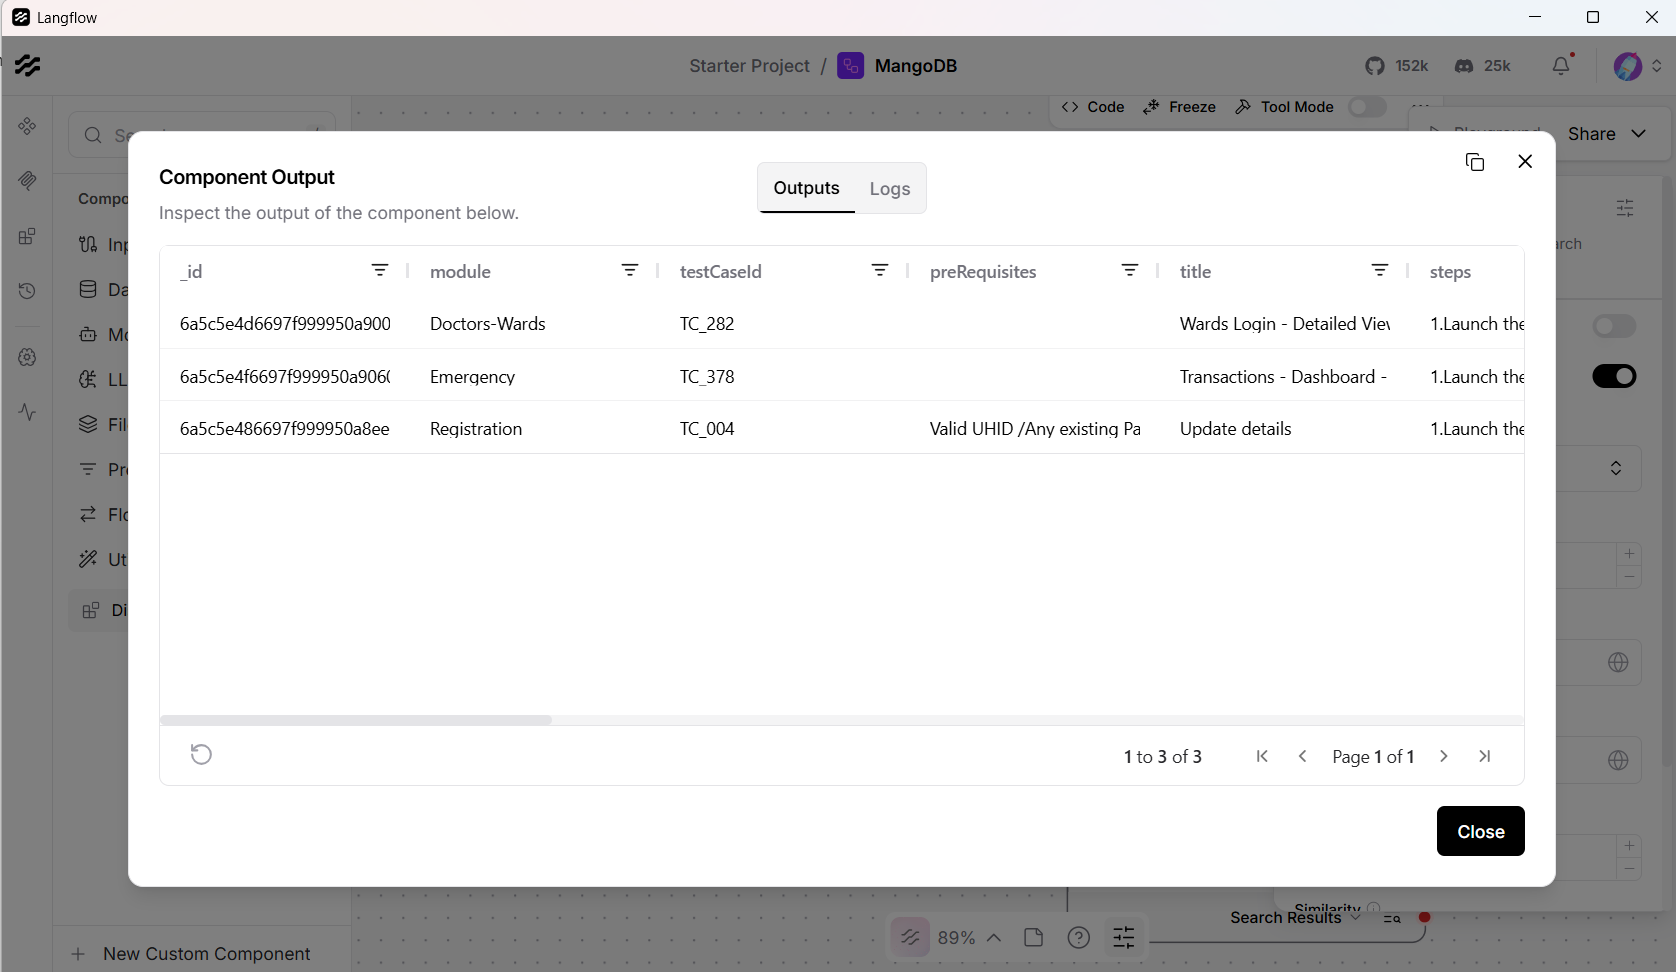 Langflow
Starter Project / MangoDB
152k
25k
Code
Freeze
Tool Mode
Share
Component Output
Outputs
Logs
Inspect the output of the component below.
_id
module
testCaseId
preRequisites
title
steps
6a5c5e4d6697f999950a900
Doctors-Wards
TC_282
Wards Login - Detailed View
1.Launch the
6a5c5e4f6697f999950a906
Emergency
TC_378
Transactions - Dashboard -
1.Launch the
6a5c5e486697f999950a8ee
Registration
TC_004
Valid UHID /Any existing Pa
Update details
1.Launch the
1 to 3 of 3
Page 1 of 1
Close
Similarity
Search Results
89%
New Custom Component